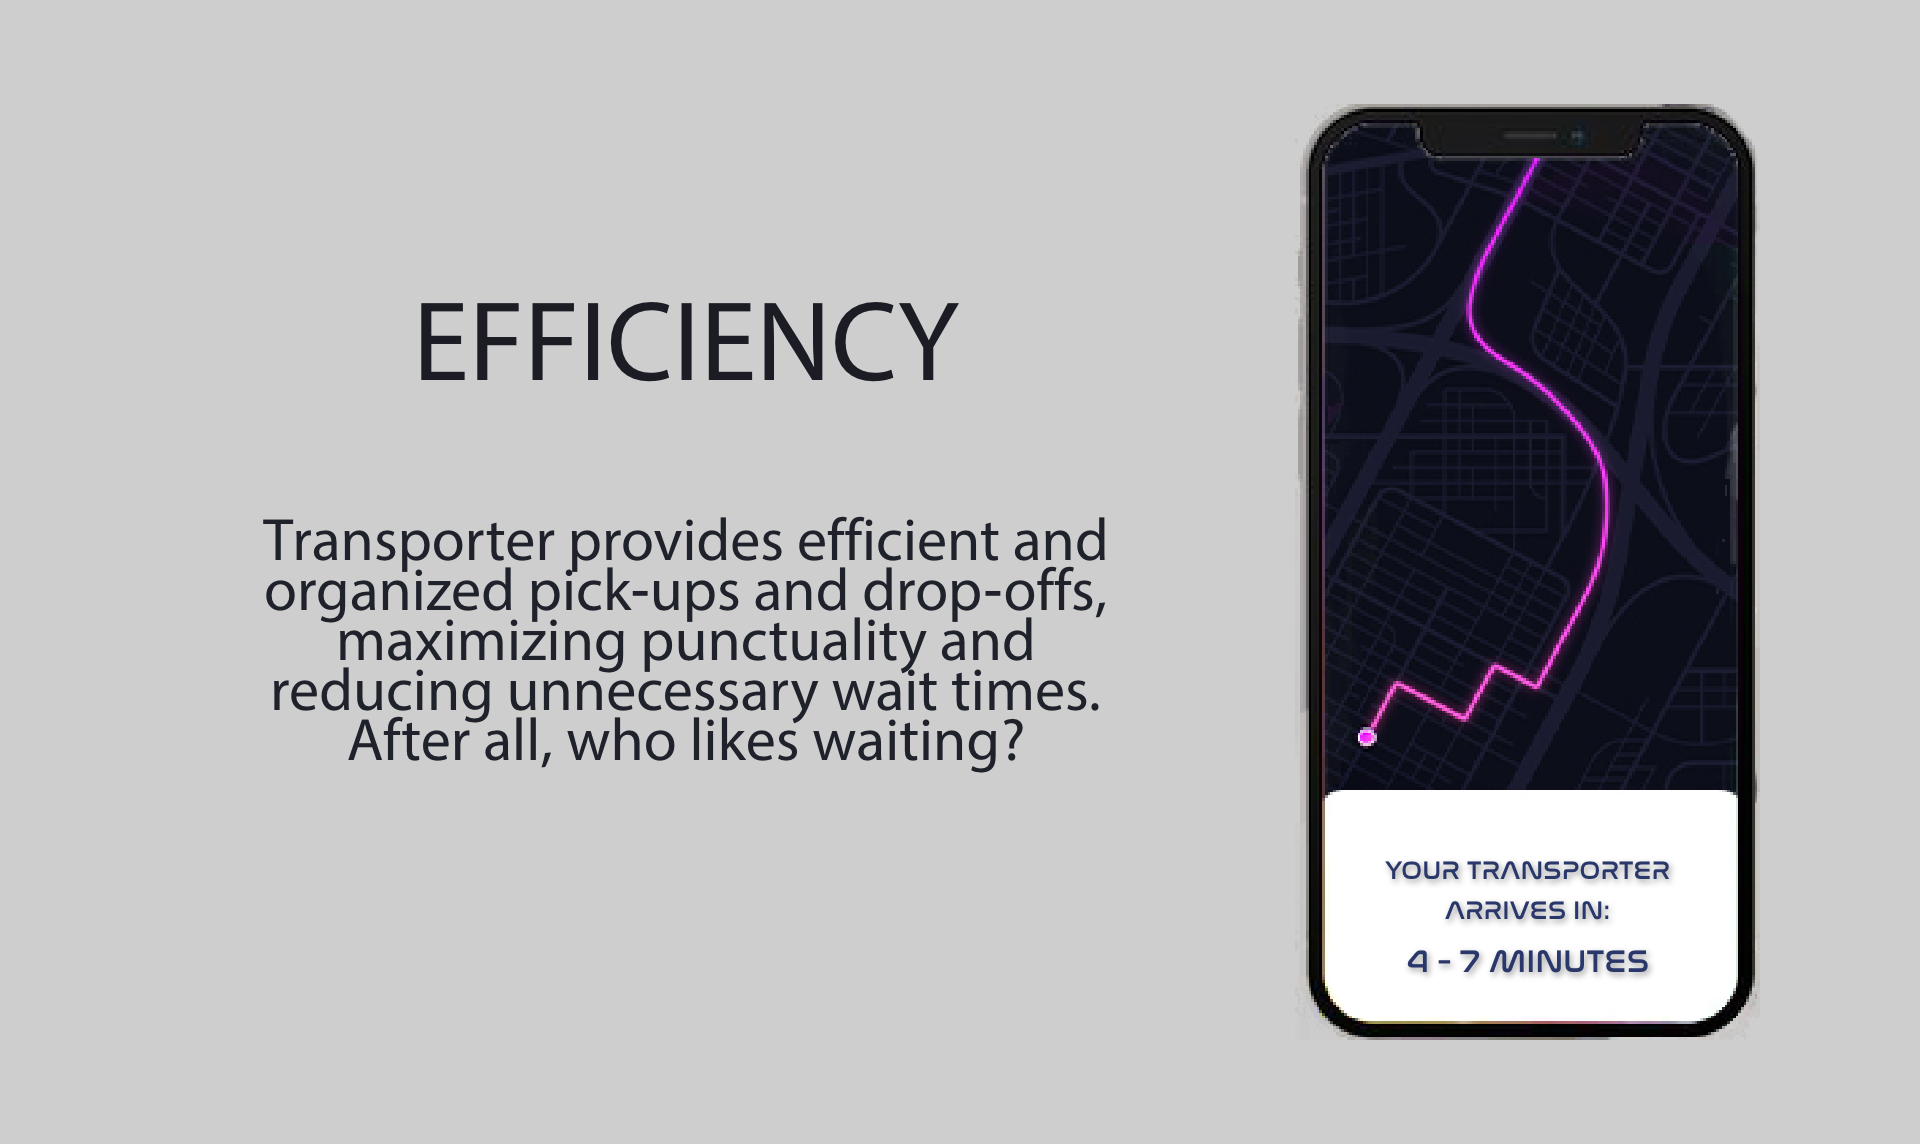 EFFICIENCY
Transporter provides efficient and
organized pick-ups and drop-offs,
maximizing punctuality and
reducing unnecessary wait times.
After all, who likes waiting?
YOUR TRANSPORTER
ARRIVES IN:
4 - 7 MINUTES